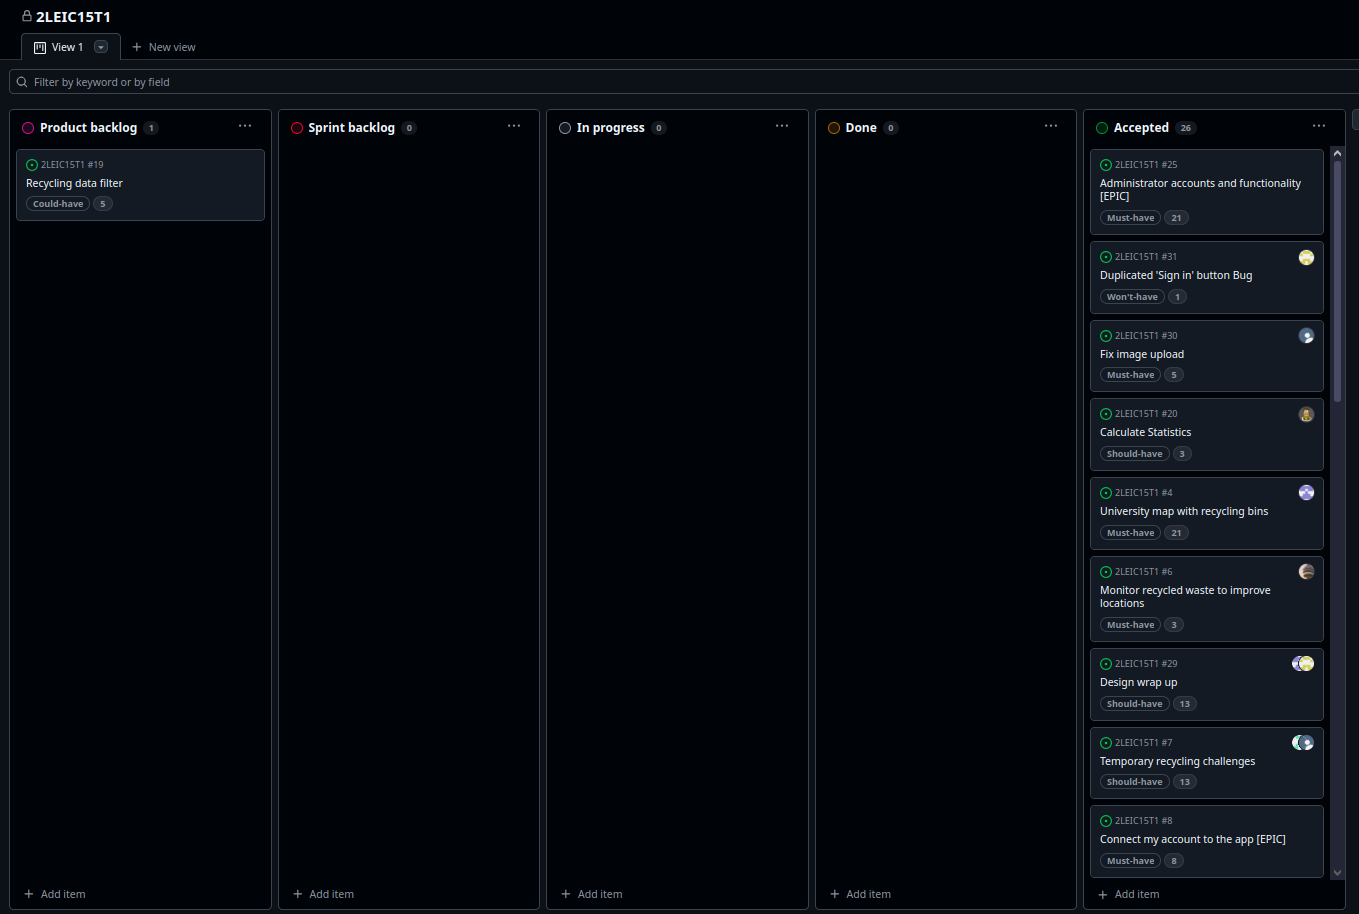 2LEIC15T1
View 1
New view
Filter by keyword or by field
Product backlog 1
2LEIC15T1 #19
Recycling data filter
Could-have 5
Add item
Sprint backlog 0
Add item
In progress 0
Add item
Done 0
Add item
Accepted 26
2LEIC15T1 #25
Administrator accounts and functionality
[EPIC]
Must-have 21
2LEIC15T1 #31
Duplicated 'Sign in' button Bug
Won't-have 1
2LEIC15T1 #30
Fix image upload
Must-have 5
2LEIC15T1 #20
Calculate Statistics
Should-have 3
2LEIC15T1 #4
University map with recycling bins
Must-have 21
2LEIC15T1 #6
Monitor recycled waste to improve
locations
Must-have 3
2LEIC15T1 #29
Design wrap up
Should-have 13
2LEIC15T1 #7
Temporary recycling challenges
Should-have 13
2LEIC15T1 #8
Connect my account to the app [EPIC]
Must-have 8
Add item